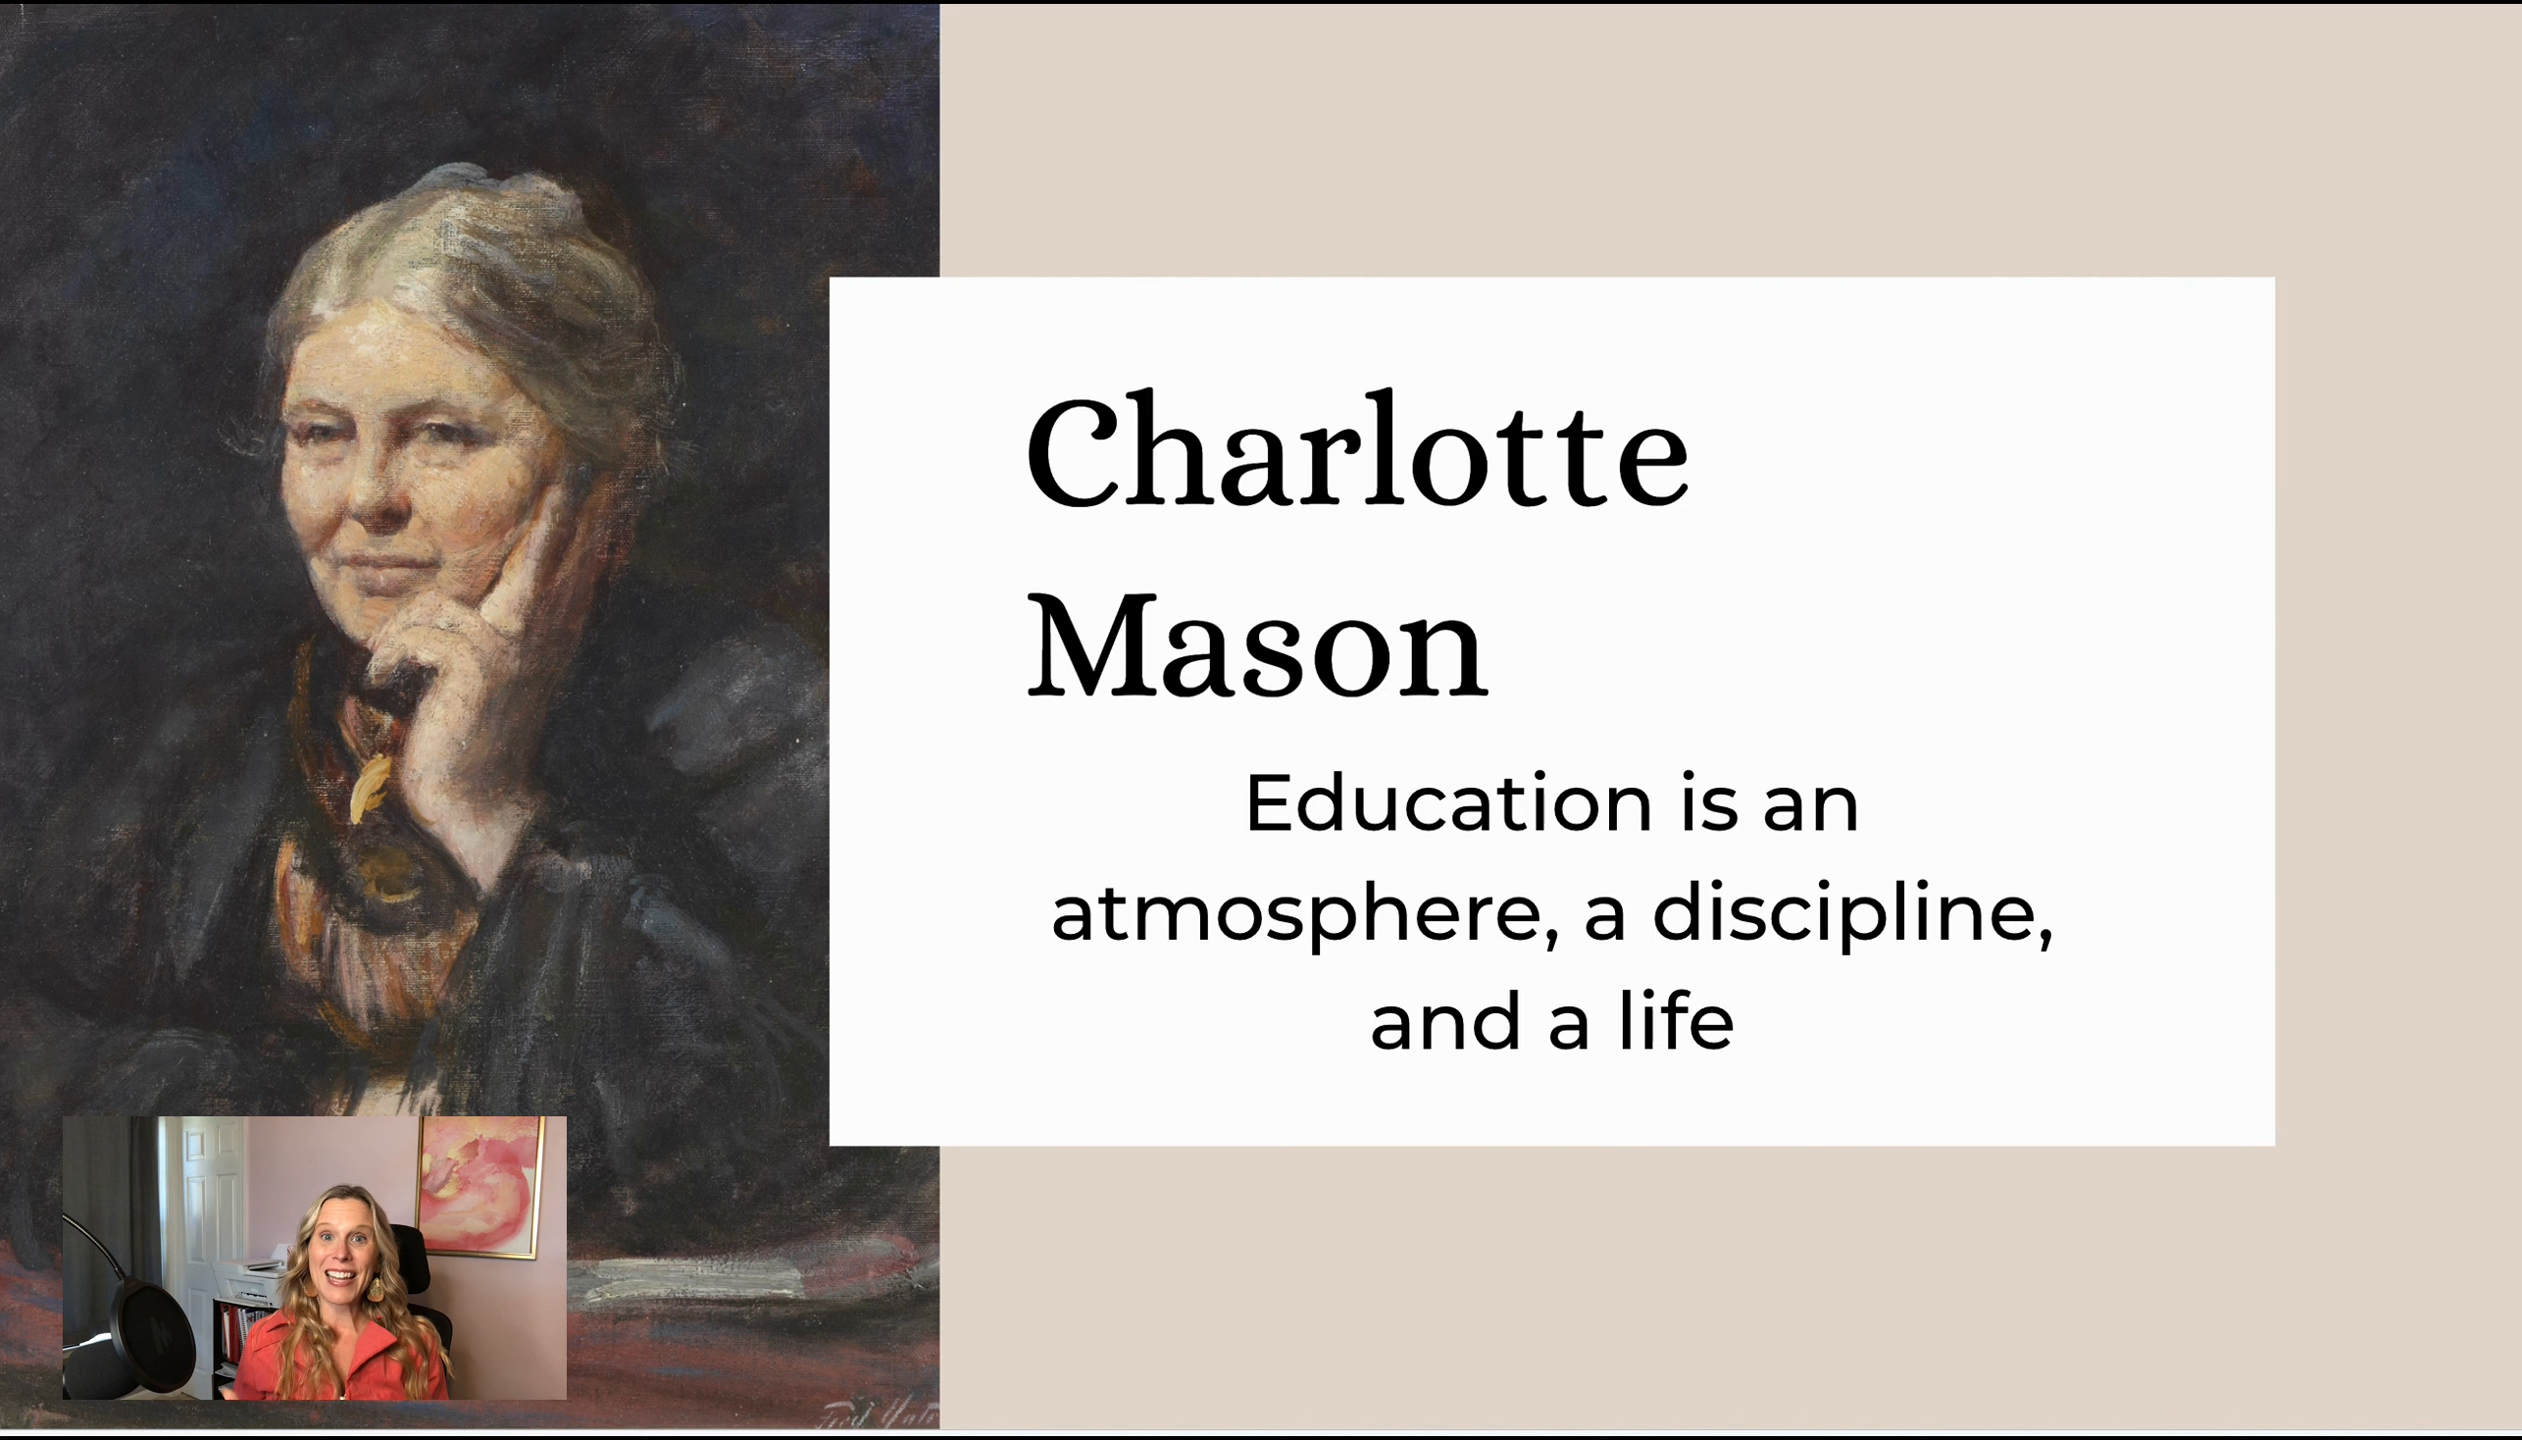 Charlotte
Mason
Education is an
atmosphere, a discipline,
and a life